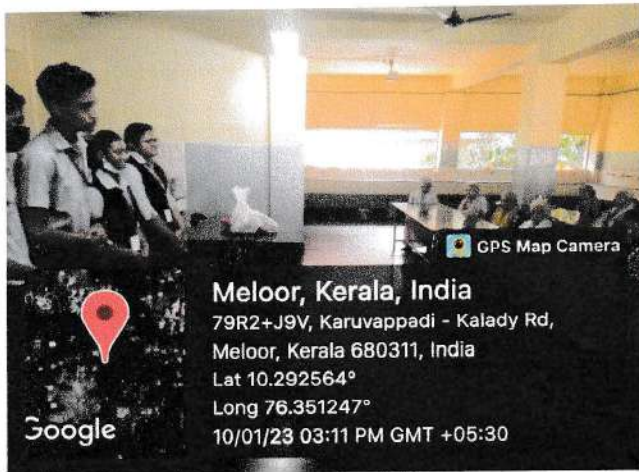 GPS Map Camera
Meloor, Kerala, India
79R2+J9V, Karuvappadi - Kalady Rd,
Meloor, Kerala 680311, India
Lat 10.292564°
Long 76.351247°
10/01/23 03:11 PM GMT +05:30
Google